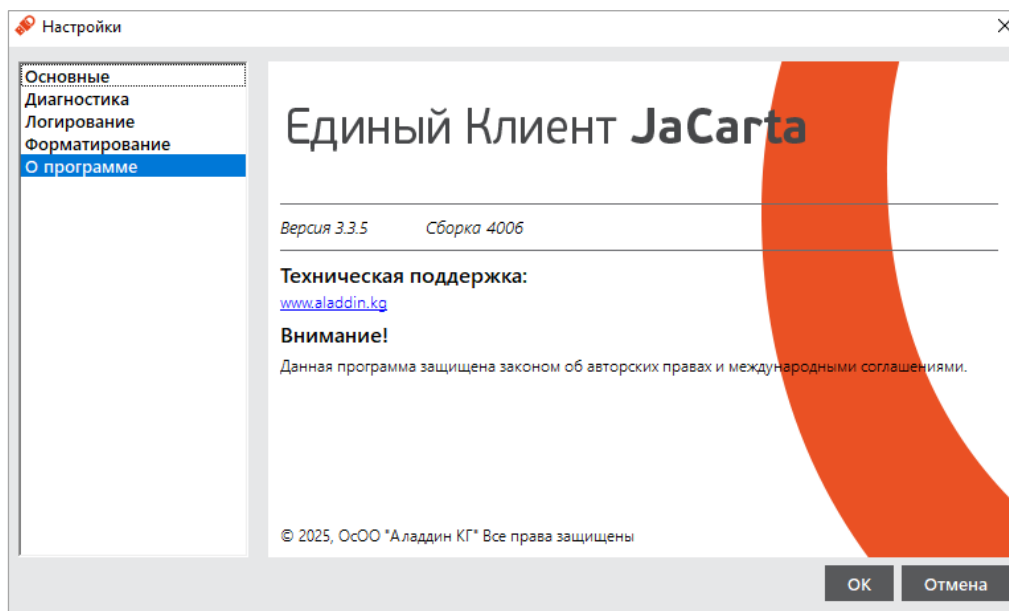 Настройки
Основные
Диагностика
Логирование
Форматирование
О программе
Единый Клиент JaCarta
Версия 3.3.5 Сборка 4006
Техническая поддержка:
www.aladdin.kg
Внимание!
Данная программа защищена законом об авторских правах и международными соглашениями.
© 2025, ОсОО "Аладдин КГ" Все права защищены
ОК Отмена